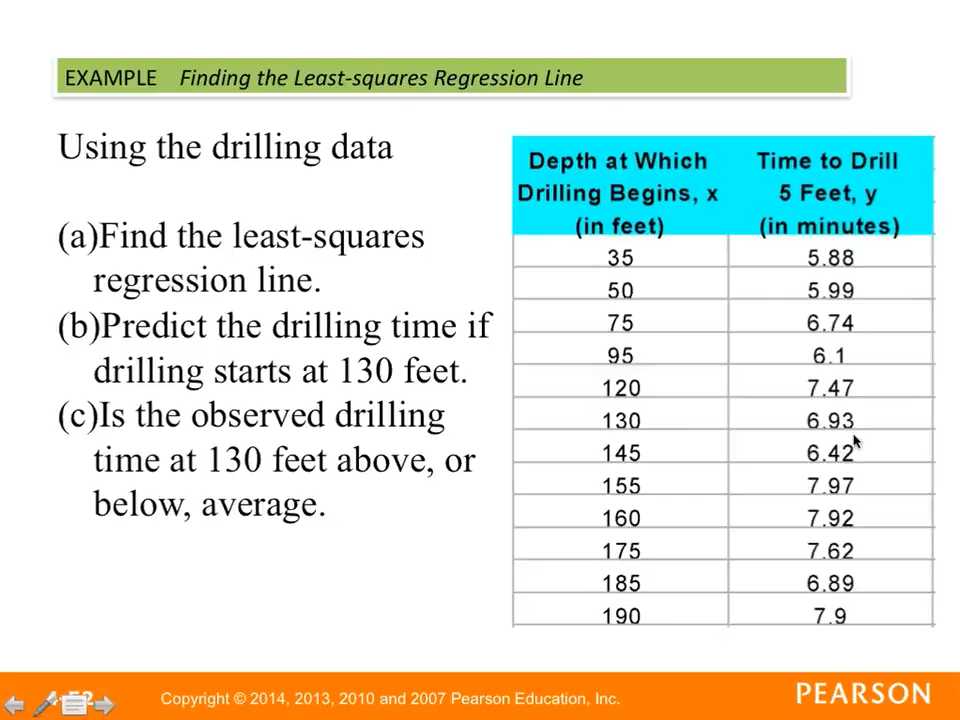 EXAMPLE Finding the Least-squares Regression Line
Using the drilling data
(a)Find the least-squares
regression line.
(b)Predict the drilling time if
drilling starts at 130 feet.
(c)Is the observed drilling
time at 130 feet above, or
below, average.
Depth at Which Time to Drill
Drilling Begins, x 5 Feet, y
(in feet) (in minutes)
35 5.88
50 5.99
75 6.74
95 6.1
120 7.47
130 6.93
145 6.42
155 7.97
160 7.92
175 7.62
185 6.89
190 7.9
Copyright © 2014, 2013, 2010 and 2007 Pearson Education, Inc.
PEARSON